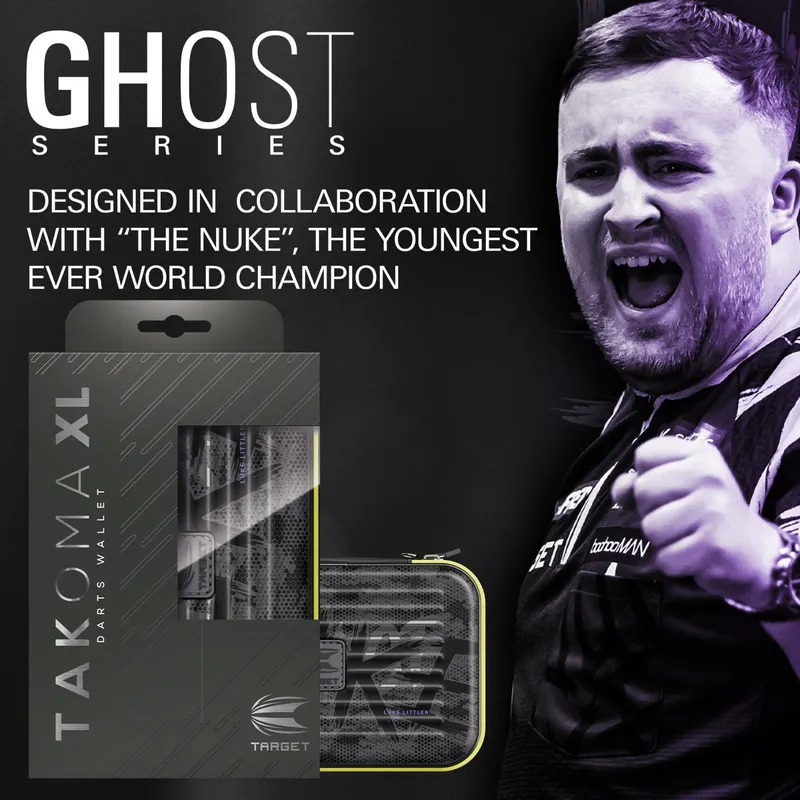 GHOST
SERIES
DESIGNED IN COLLABORATION
WITH “THE NUKE”, THE YOUNGEST
EVER WORLD CHAMPION
TAKOMA XL
DARTS WALLET
LUKE LITTLER
TARGET
LUKE LITTLER
boohooMAN